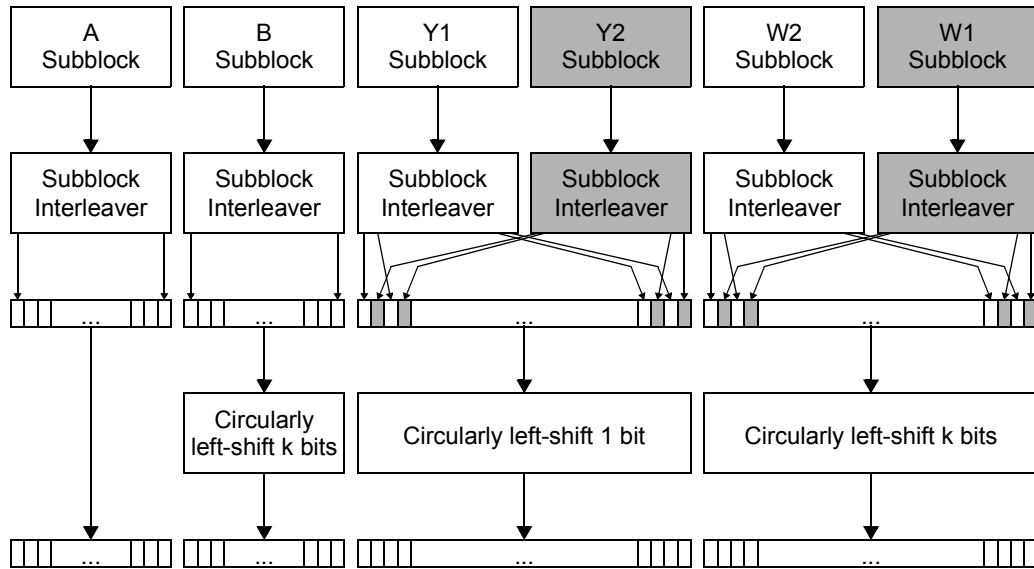 A
Subblock
B
Subblock
Y1
Subblock
Y2
Subblock
W2
Subblock
W1
Subblock
Subblock
Interleaver
Subblock
Interleaver
Subblock
Interleaver
Subblock
Interleaver
Subblock
Interleaver
Subblock
Interleaver
...
...
...
...
Circularly
left-shift k bits
Circularly left-shift 1 bit
Circularly left-shift k bits
...
...
...
...